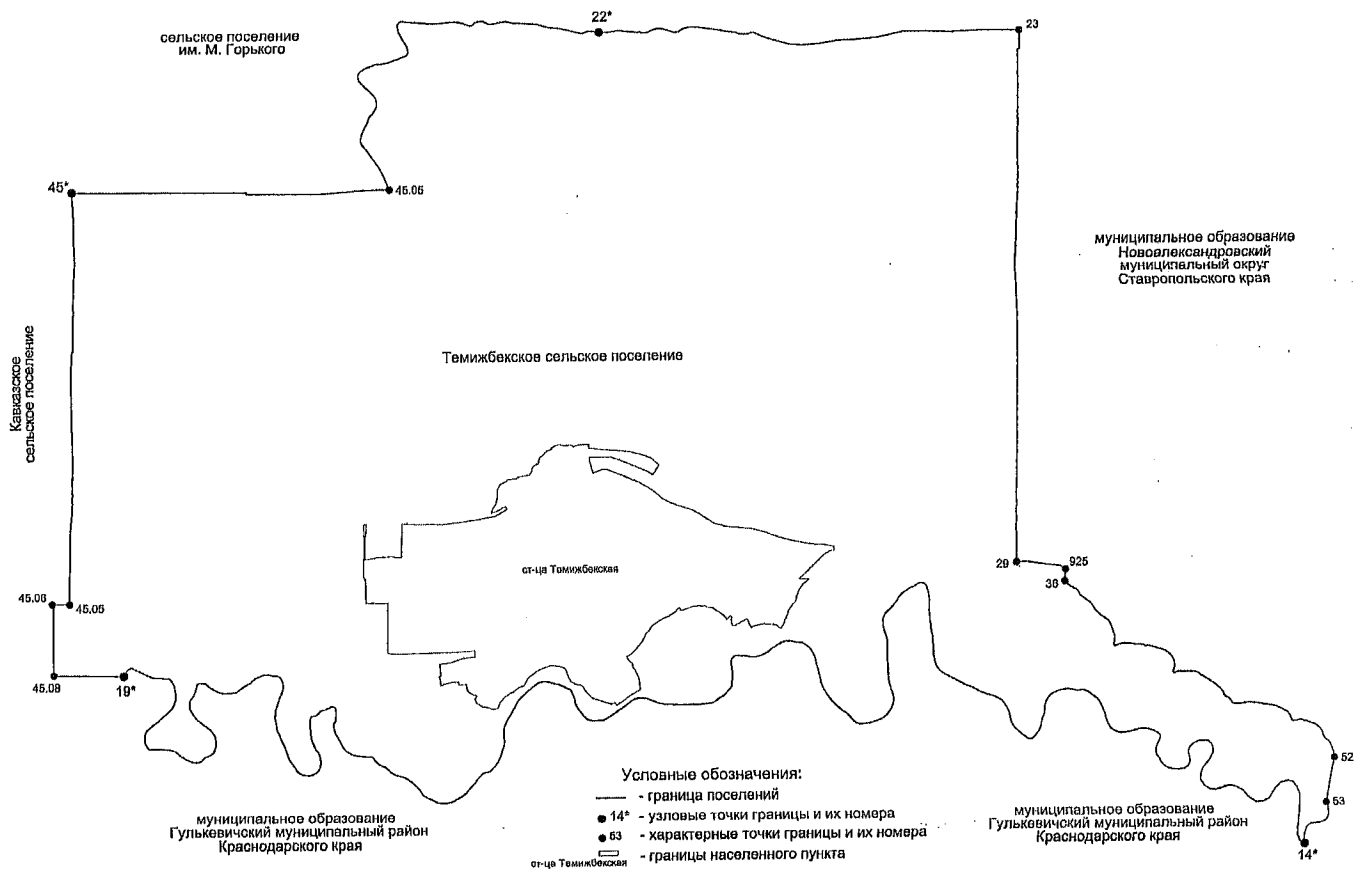 22*
23
сельское поселение
им. М. Горького
45*
45.05
муниципальное образование
Новоалександровский
муниципальный округ
Ставропольского края
Кавказское
сельское поселение
Темижбекское сельское поселение
29
925
36
ст-ца Темижбекская
45.06
45.05
45.08
19*
52
53
14*
Условные обозначения:
- граница поселений
14* - узловые точки границы и их номера
53 - характерные точки границы и их номера
ст-ца Темижбекская - границы населенного пункта
муниципальное образование
Гулькевичский муниципальный район
Краснодарского края
муниципальное образование
Гулькевичский муниципальный район
Краснодарского края